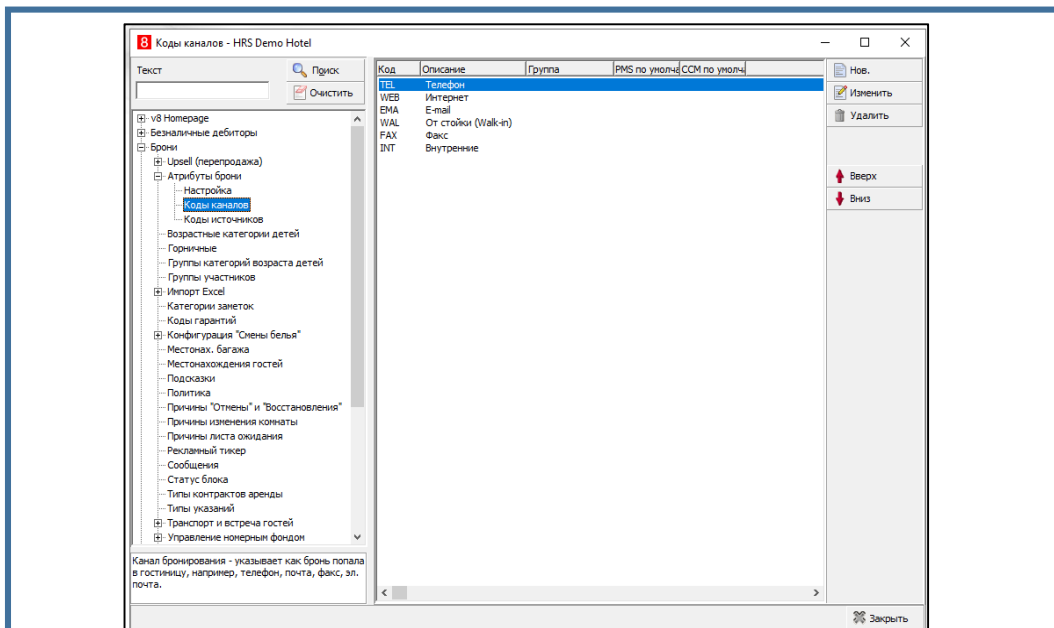 8 Коды каналов - HRS Demo Hotel
Текст
Поиск
Очистить
v8 Homepage
Безналичные дебиторы
Брони
Upsell (перепродажа)
Атрибуты брони
Настройка
Коды каналов
Коды источников
Возрастные категории детей
Горничные
Группы категорий возраста детей
Группы участников
Импорт Excel
Категории заметок
Коды гарантий
Конфигурация "Смены белья"
Местонах. багажа
Местонахождения гостей
Подсказки
Политика
Причины "Отмены" и "Восстановления"
Причины изменения комнаты
Причины листа ожидания
Рекламный тикер
Сообщения
Статус блока
Типы контрактов аренды
Типы указаний
Транспорт и встреча гостей
Управление номерным фондом
Канал бронирования - указывает как бронь попала
в гостиницу, например, телефон, почта, факс, эл.
почта.
Код Описание Группа PMS по умолча CCM по умолч
TEL Телефон
WEB Интернет
EMA E-mail
WAL От стойки (Walk-in)
FAX Факс
INT Внутренние
Нов.
Изменить
Удалить
Вверх
Вниз
Закрыть